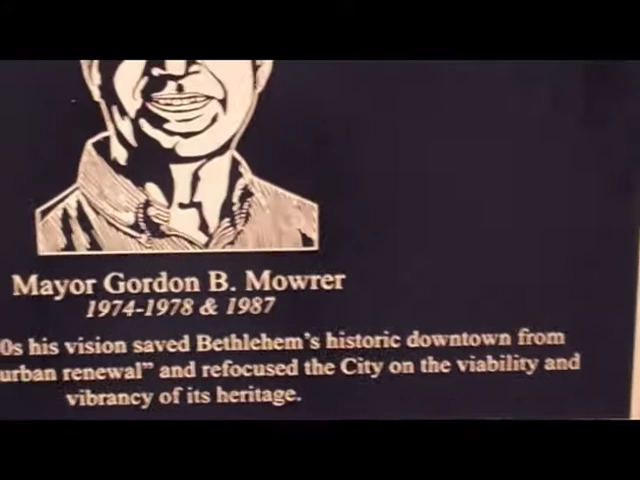 Mayor Gordon B. Mowrer
1974-1978 & 1987
0s his vision saved Bethlehem's historic downtown from
urban renewal" and refocused the City on the viability and
vibrancy of its heritage.